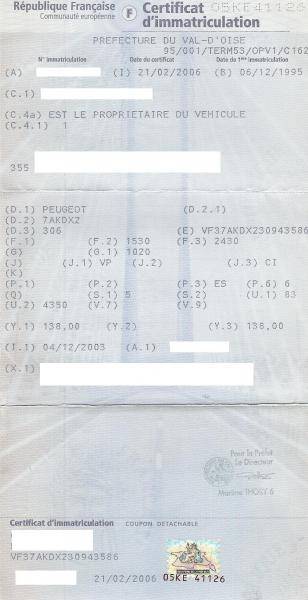 République Française
Communauté européenne
F
Certificat
d'immatriculation
05KE41126
PREFECTURE DU VAL-D'OISE
95/001/TERM53/OPV1/C162
N° immatriculation Date du certificat Date de 1ère immatriculation
(A) (I) 21/02/2006 (B) 06/12/1995
(C.1)
(C.4a) EST LE PROPRIETAIRE DU VEHICULE
(C.4.1) 1
355
(D.1) PEUGEOT (D.2.1)
(D.2) 7AKDX2
(D.3) 306 (E) VF37AKDX230943586
(F.1) (F.2) 1530 (F.3) 2430
(G) (G.1) 1020
(J) (J.1) VP (J.2) (J.3) CI
(K)
(P.1) (P.2) (P.3) ES (P.6) 6
(Q) (S.1) 5 (S.2) (U.1) 83
(U.2) 4350 (V.7) (V.9)
(Y.1) 138,00 (Y.2) (Y.3) 138,00
(I.1) 04/12/2003 (A.1)
(X.1)
Pour le Préfet
Le Directeur
Martine THORY
Certificat d'immatriculation COUPON DETACHABLE
VF37AKDX230943586
21/02/2006 05KE 41126